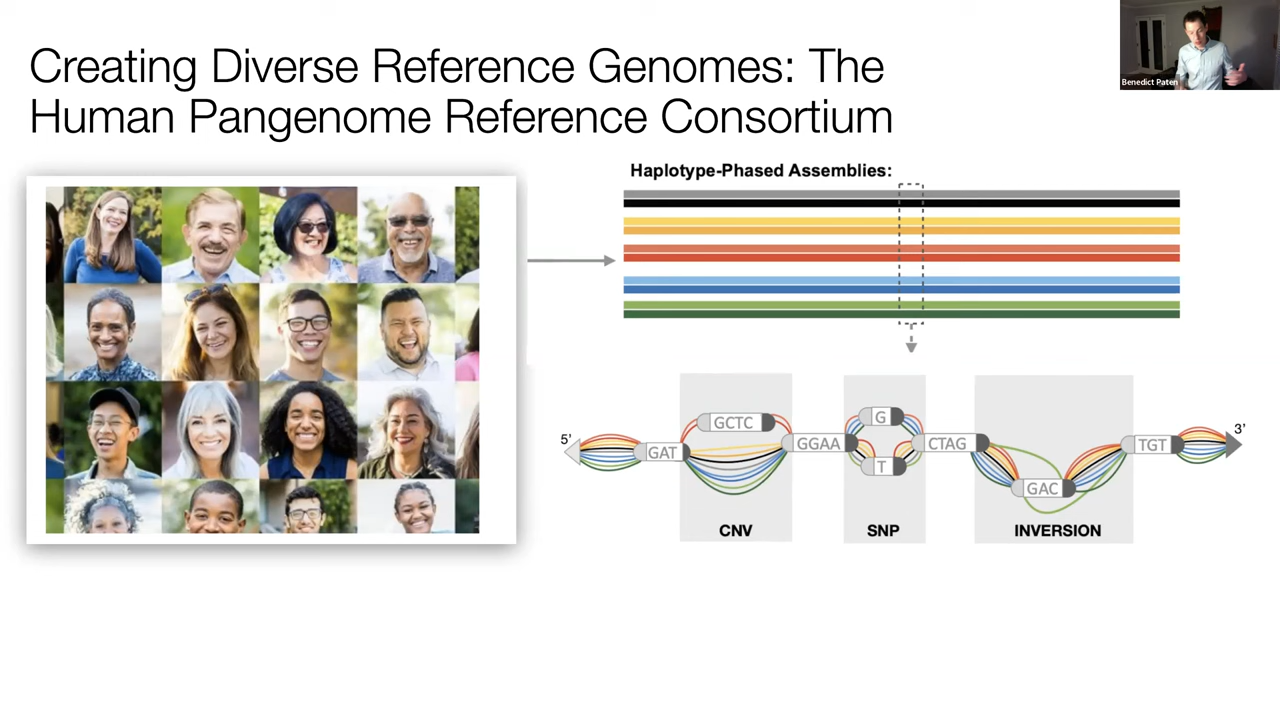 Creating Diverse Reference Genomes: The
Human Pangenome Reference Consortium
Benedict Paten
Haplotype-Phased Assemblies:
5'
GAT
GCTC
GGAA
G
T
CTAG
GAC
TGT
3'
CNV
SNP
INVERSION